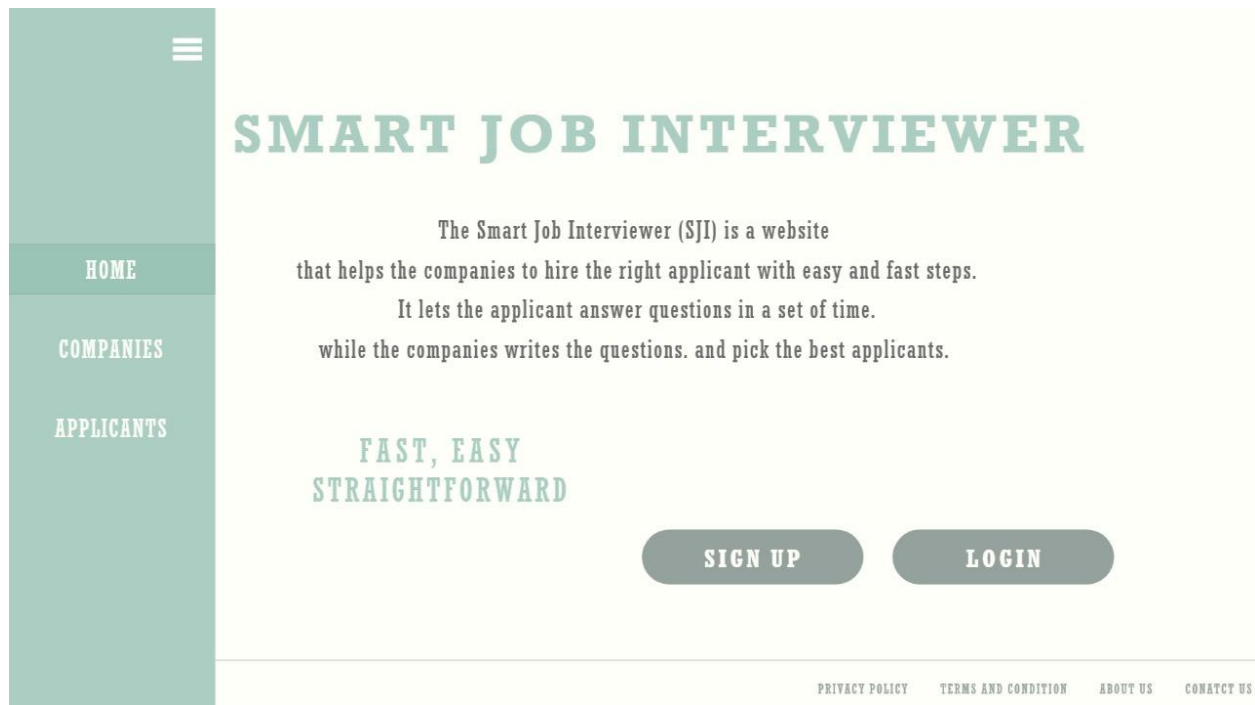 SMART JOB INTERVIEWER
The Smart Job Interviewer (SJI) is a website
that helps the companies to hire the right applicant with easy and fast steps.
It lets the applicant answer questions in a set of time.
while the companies writes the questions. and pick the best applicants.
HOME
COMPANIES
APPLICANTS
FAST, EASY
STRAIGHTFORWARD
SIGN UP
LOGIN
PRIVACY POLICY
TERMS AND CONDITION
ABOUT US
CONATCT US